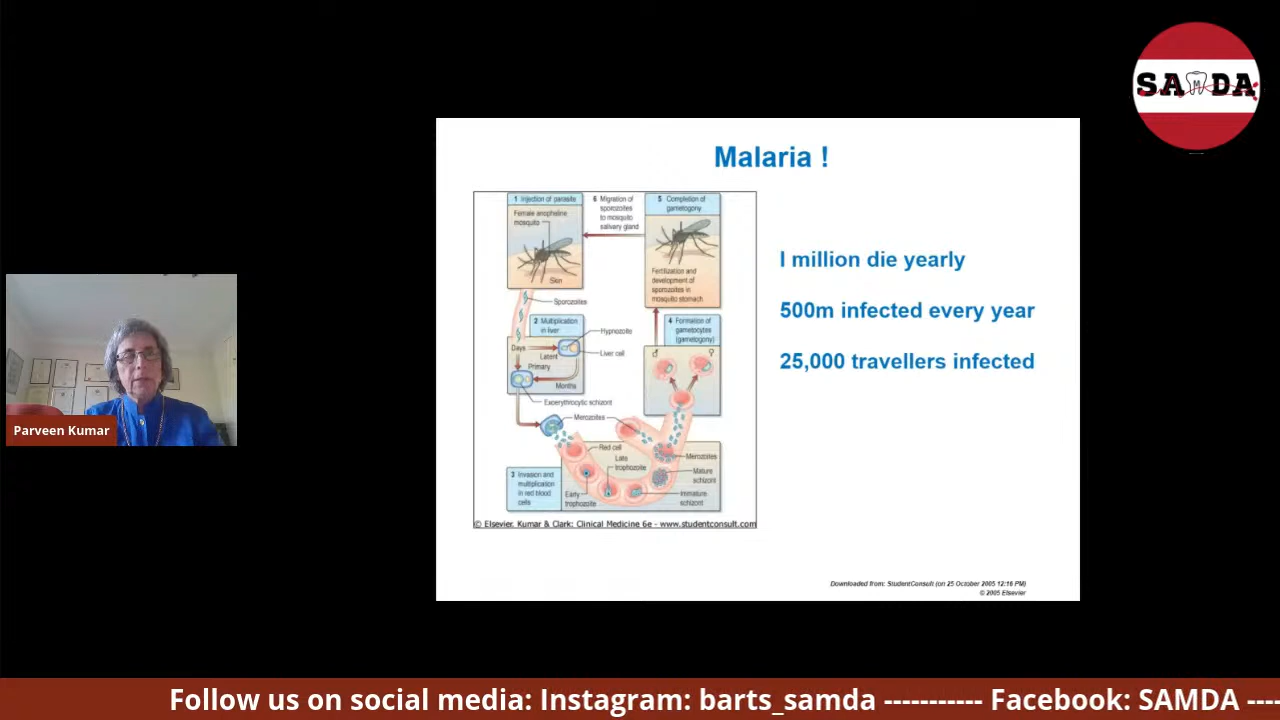 SAMDA
M
Malaria !
1 Injection of parasite
Female anopheline
mosquito
Skin
6 Migration of
sporozoites
to mosquito
salivary gland
5 Completion of
gametogony
Fertilization and
development of
sporozoites in
mosquito stomach
Sporozoites
2 Multiplication
in liver
Hypnozoite
Days
Latent
Liver cell
Primary
Months
Exoerythrocytic schizont
4 Formation of
gametocytes
(gametogony)
♂ ♀
Merozoites
Red cell
Late
trophozoite
Merozoites
Mature
schizont
3 Invasion and
multiplication
in red blood
cells
Early
trophozoite
Immature
schizont
© Elsevier. Kumar & Clark: Clinical Medicine 6e - www.studentconsult.com
I million die yearly
500m infected every year
25,000 travellers infected
Downloaded from: StudentConsult (on 25 October 2005 12:16 PM)
© 2005 Elsevier
Parveen Kumar
Follow us on social media: Instagram: barts_samda ----------- Facebook: SAMDA ----